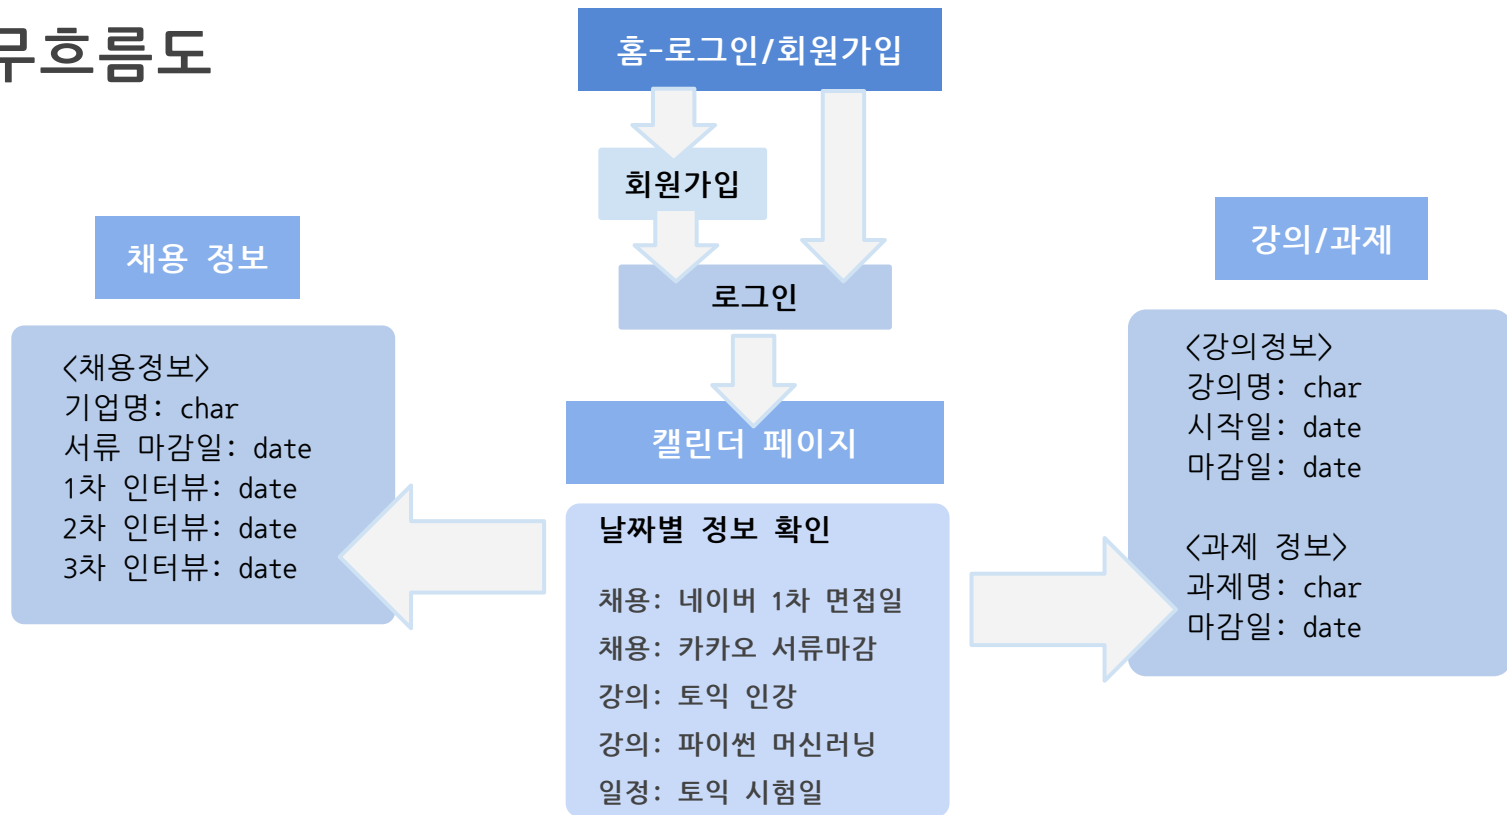 무흐름도
홈-로그인/회원가입
회원가입
로그인
채용 정보
<채용정보>
기업명: char
서류 마감일: date
1차 인터뷰: date
2차 인터뷰: date
3차 인터뷰: date
캘린더 페이지
날짜별 정보 확인
채용: 네이버 1차 면접일
채용: 카카오 서류마감
강의: 토익 인강
강의: 파이썬 머신러닝
일정: 토익 시험일
강의/과제
<강의정보>
강의명: char
시작일: date
마감일: date
<과제 정보>
과제명: char
마감일: date